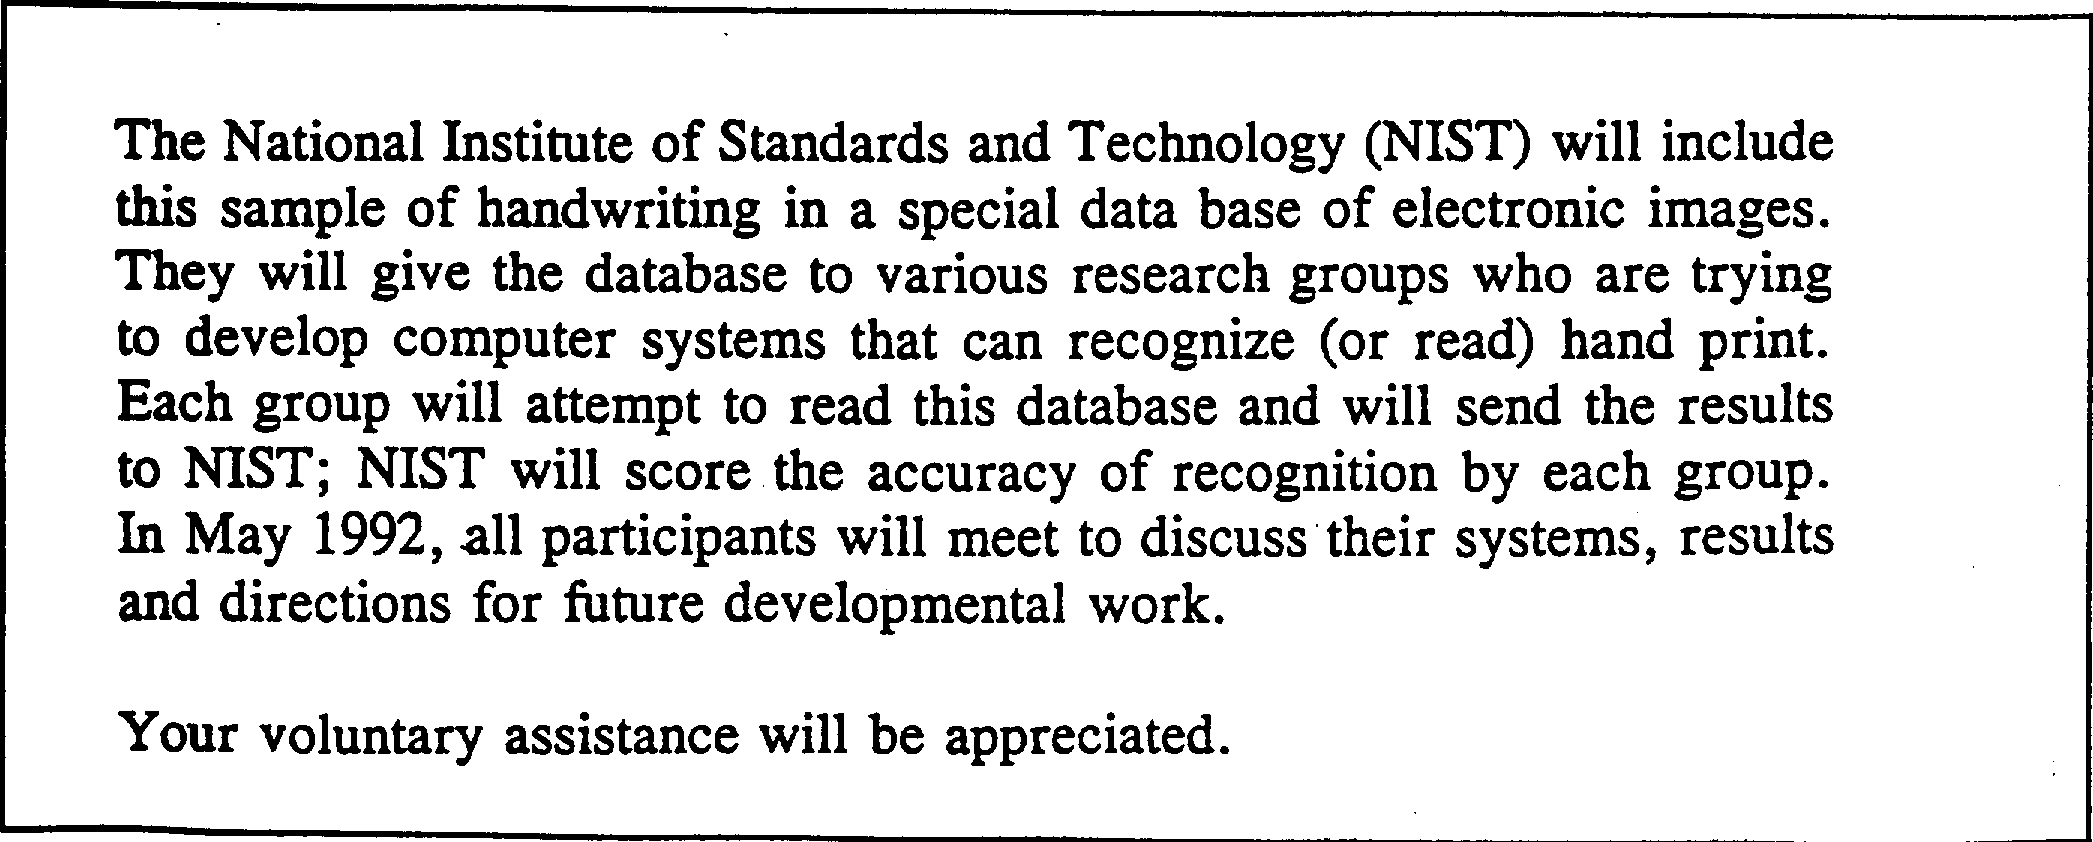 The National Institute of Standards and Technology (NIST) will include
this sample of handwriting in a special data base of electronic images.
They will give the database to various research groups who are trying
to develop computer systems that can recognize (or read) hand print.
Each group will attempt to read this database and will send the results
to NIST; NIST will score the accuracy of recognition by each group.
In May 1992, all participants will meet to discuss their systems, results
and directions for future developmental work.
Your voluntary assistance will be appreciated.